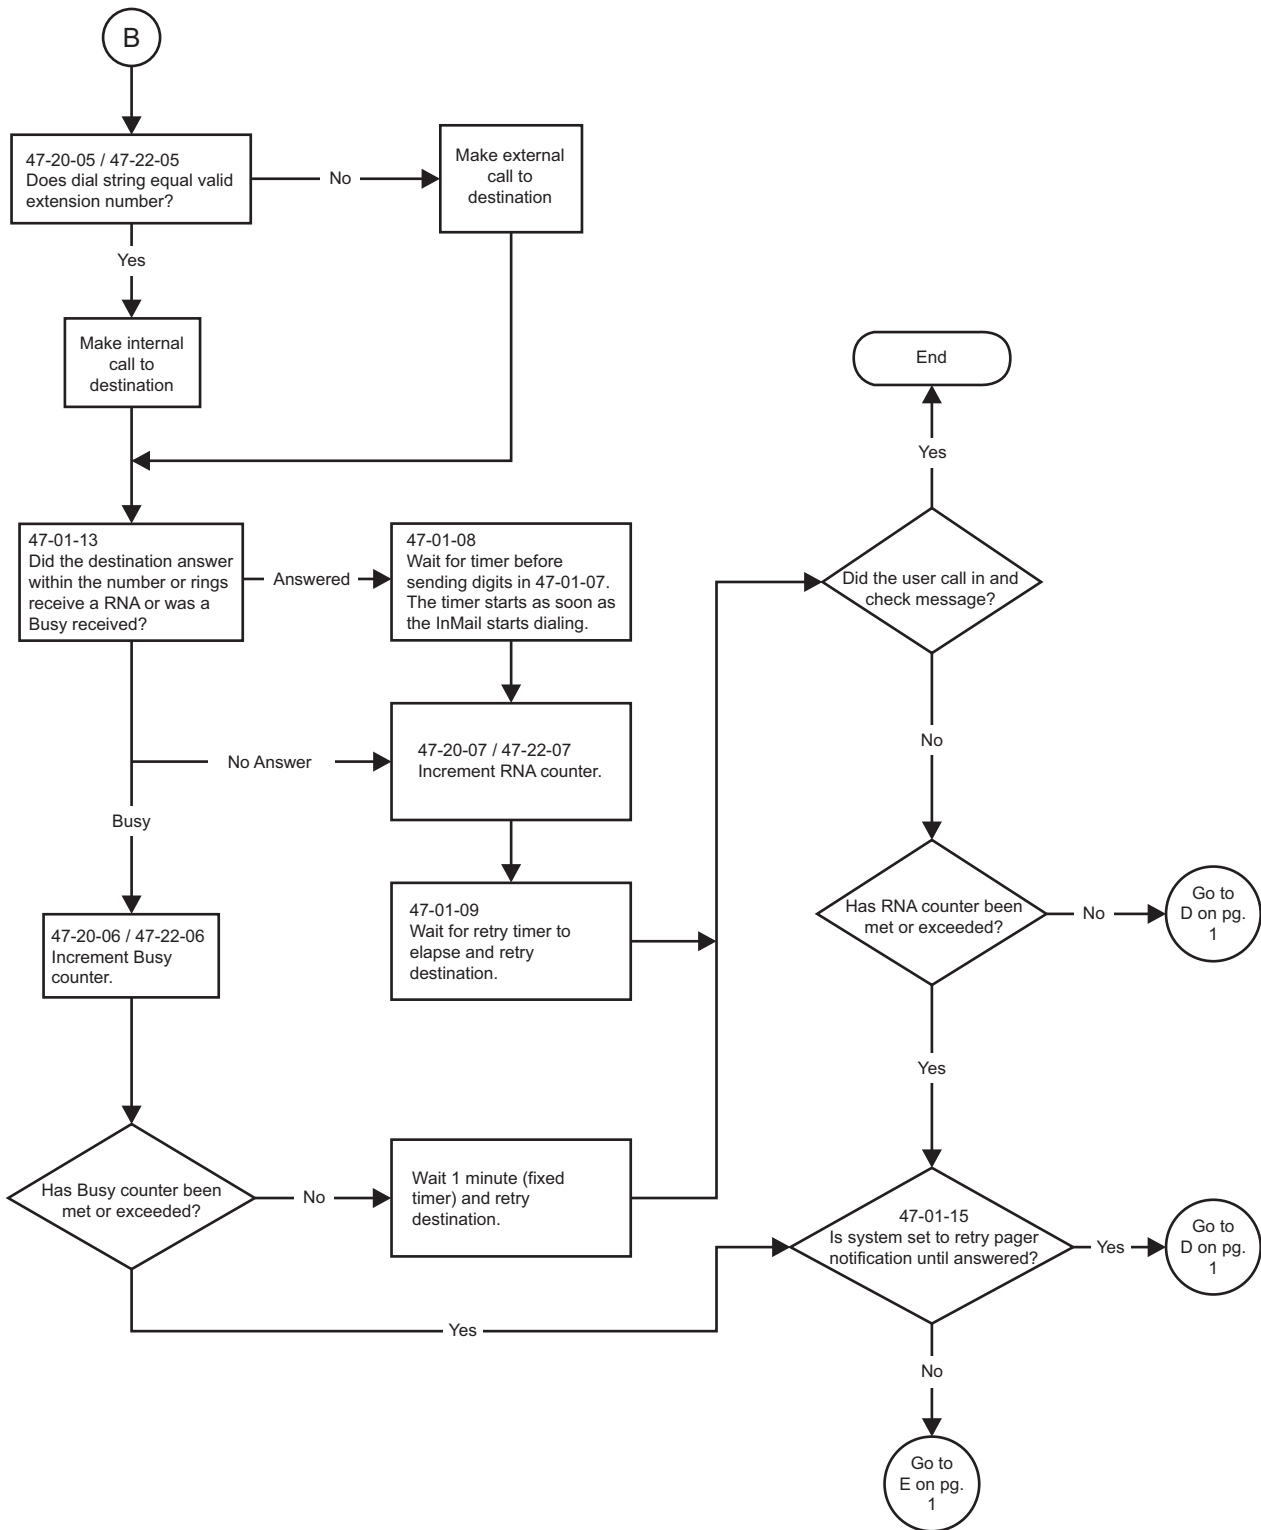 B
47-20-05 / 47-22-05
Does dial string equal valid
extension number?
No
Make external
call to
destination
Yes
Make internal
call to
destination
End
Yes
47-01-13
Did the destination answer
within the number or rings
receive a RNA or was a
Busy received?
Answered
47-01-08
Wait for timer before
sending digits in 47-01-07.
The timer starts as soon as
the InMail starts dialing.
Did the user call in and
check message?
No
47-20-07 / 47-22-07
Increment RNA counter.
No Answer
Busy
47-01-09
Wait for retry timer to
elapse and retry
destination.
47-20-06 / 47-22-06
Increment Busy
counter.
Has RNA counter been
met or exceeded?
No
Go to
D on pg.
1
Yes
Has Busy counter been
met or exceeded?
No
Wait 1 minute (fixed
timer) and retry
destination.
47-01-15
Is system set to retry pager
notification until answered?
Yes
Go to
D on pg.
1
Yes
No
Go to
E on pg.
1